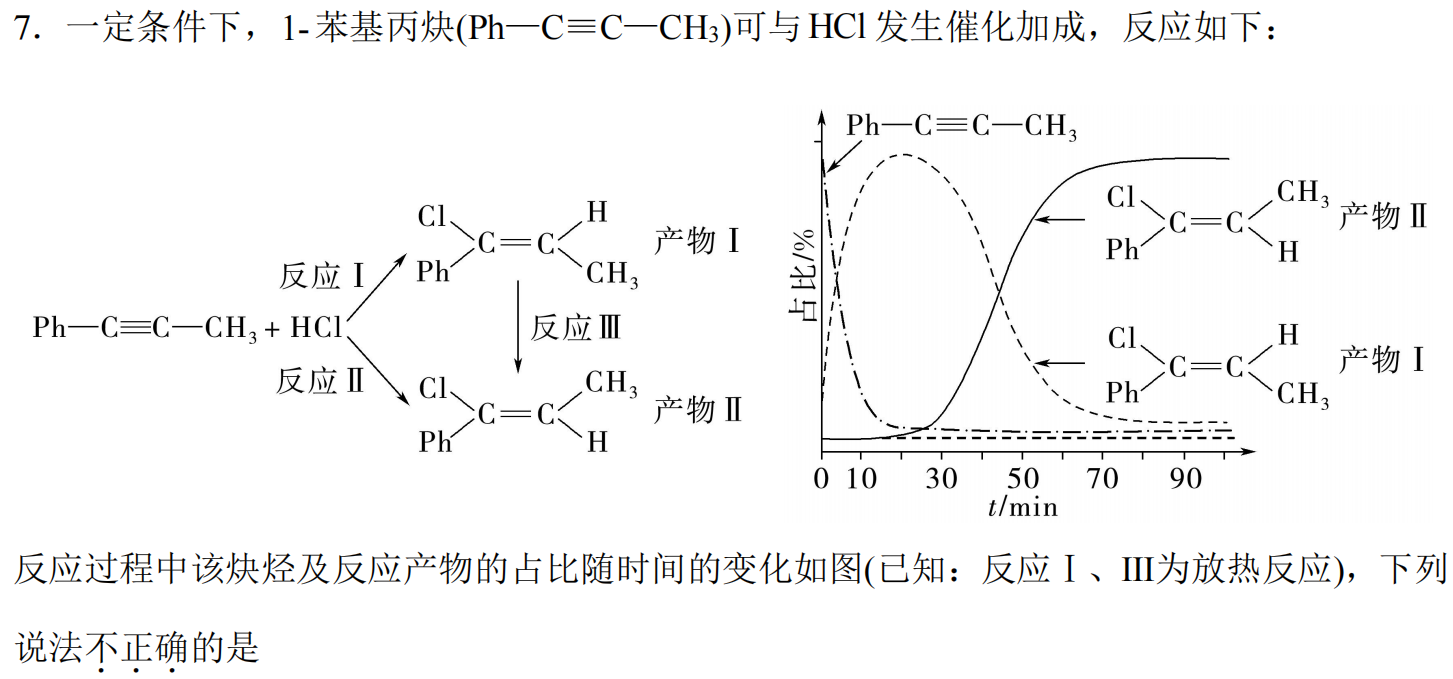 7．一定条件下，1-苯基丙炔(Ph—C≡C—CH₃)可与 HCl 发生催化加成，反应如下：
Ph—C≡C—CH₃
Cl
H
C=C
Ph
CH₃
产物Ⅰ
反应Ⅰ
Ph—C≡C—CH₃ + HCl
反应Ⅲ
反应Ⅱ
Cl
CH₃
C=C
Ph
H
产物Ⅱ
占比/%
Cl
CH₃
C=C
Ph
H
产物Ⅱ
Cl
H
C=C
Ph
CH₃
产物Ⅰ
0 10 30 50 70 90
t/min
反应过程中该炔烃及反应产物的占比随时间的变化如图(已知：反应Ⅰ、Ⅲ为放热反应)，下列
说法不正确的是